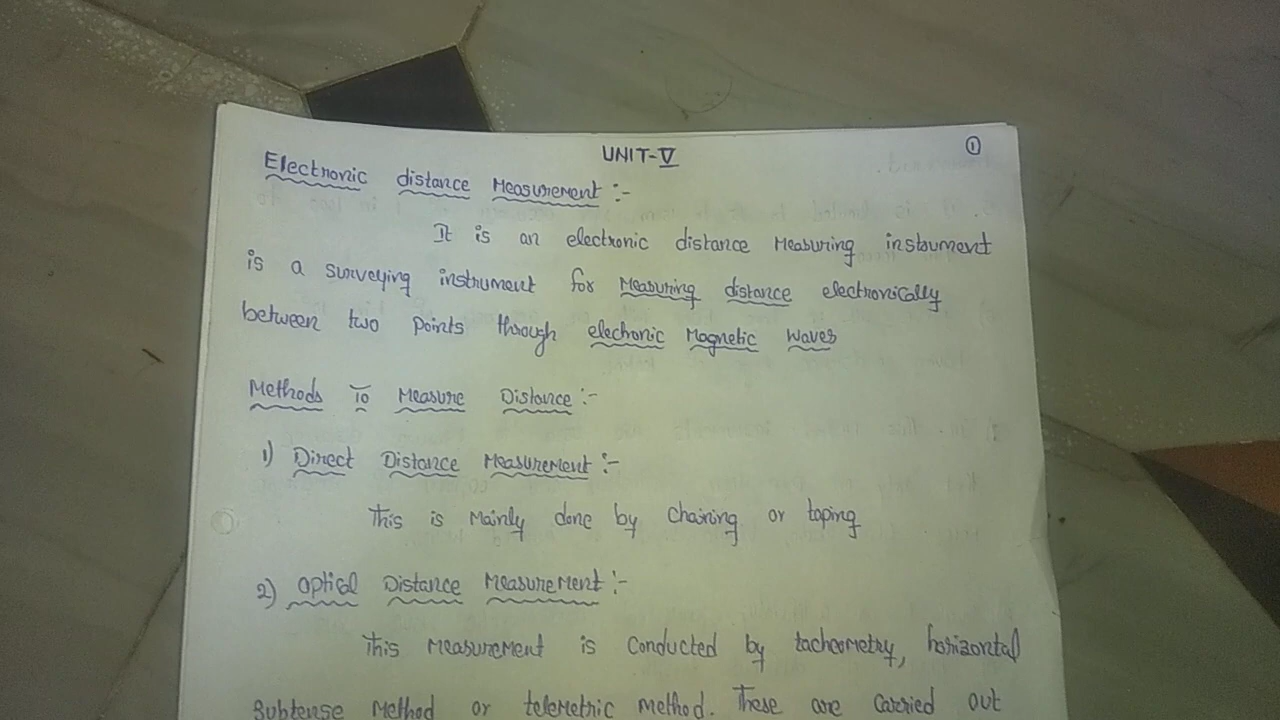 UNIT-V
①
Electronic distance Measurement :-
It is an electronic distance Measuring instoument
is a surveying instrument for Measuring distance electronically
between two points through electronic Magnetic waves
Methods To Measure Distance :-
1) Direct Distance Measurement :-
This is Mainly done by chaining or taping
2) optical Distance Measurement :-
This Measurement is conducted by tacheometry, horizontal
Subtense Method or telemetric method. These are carried out